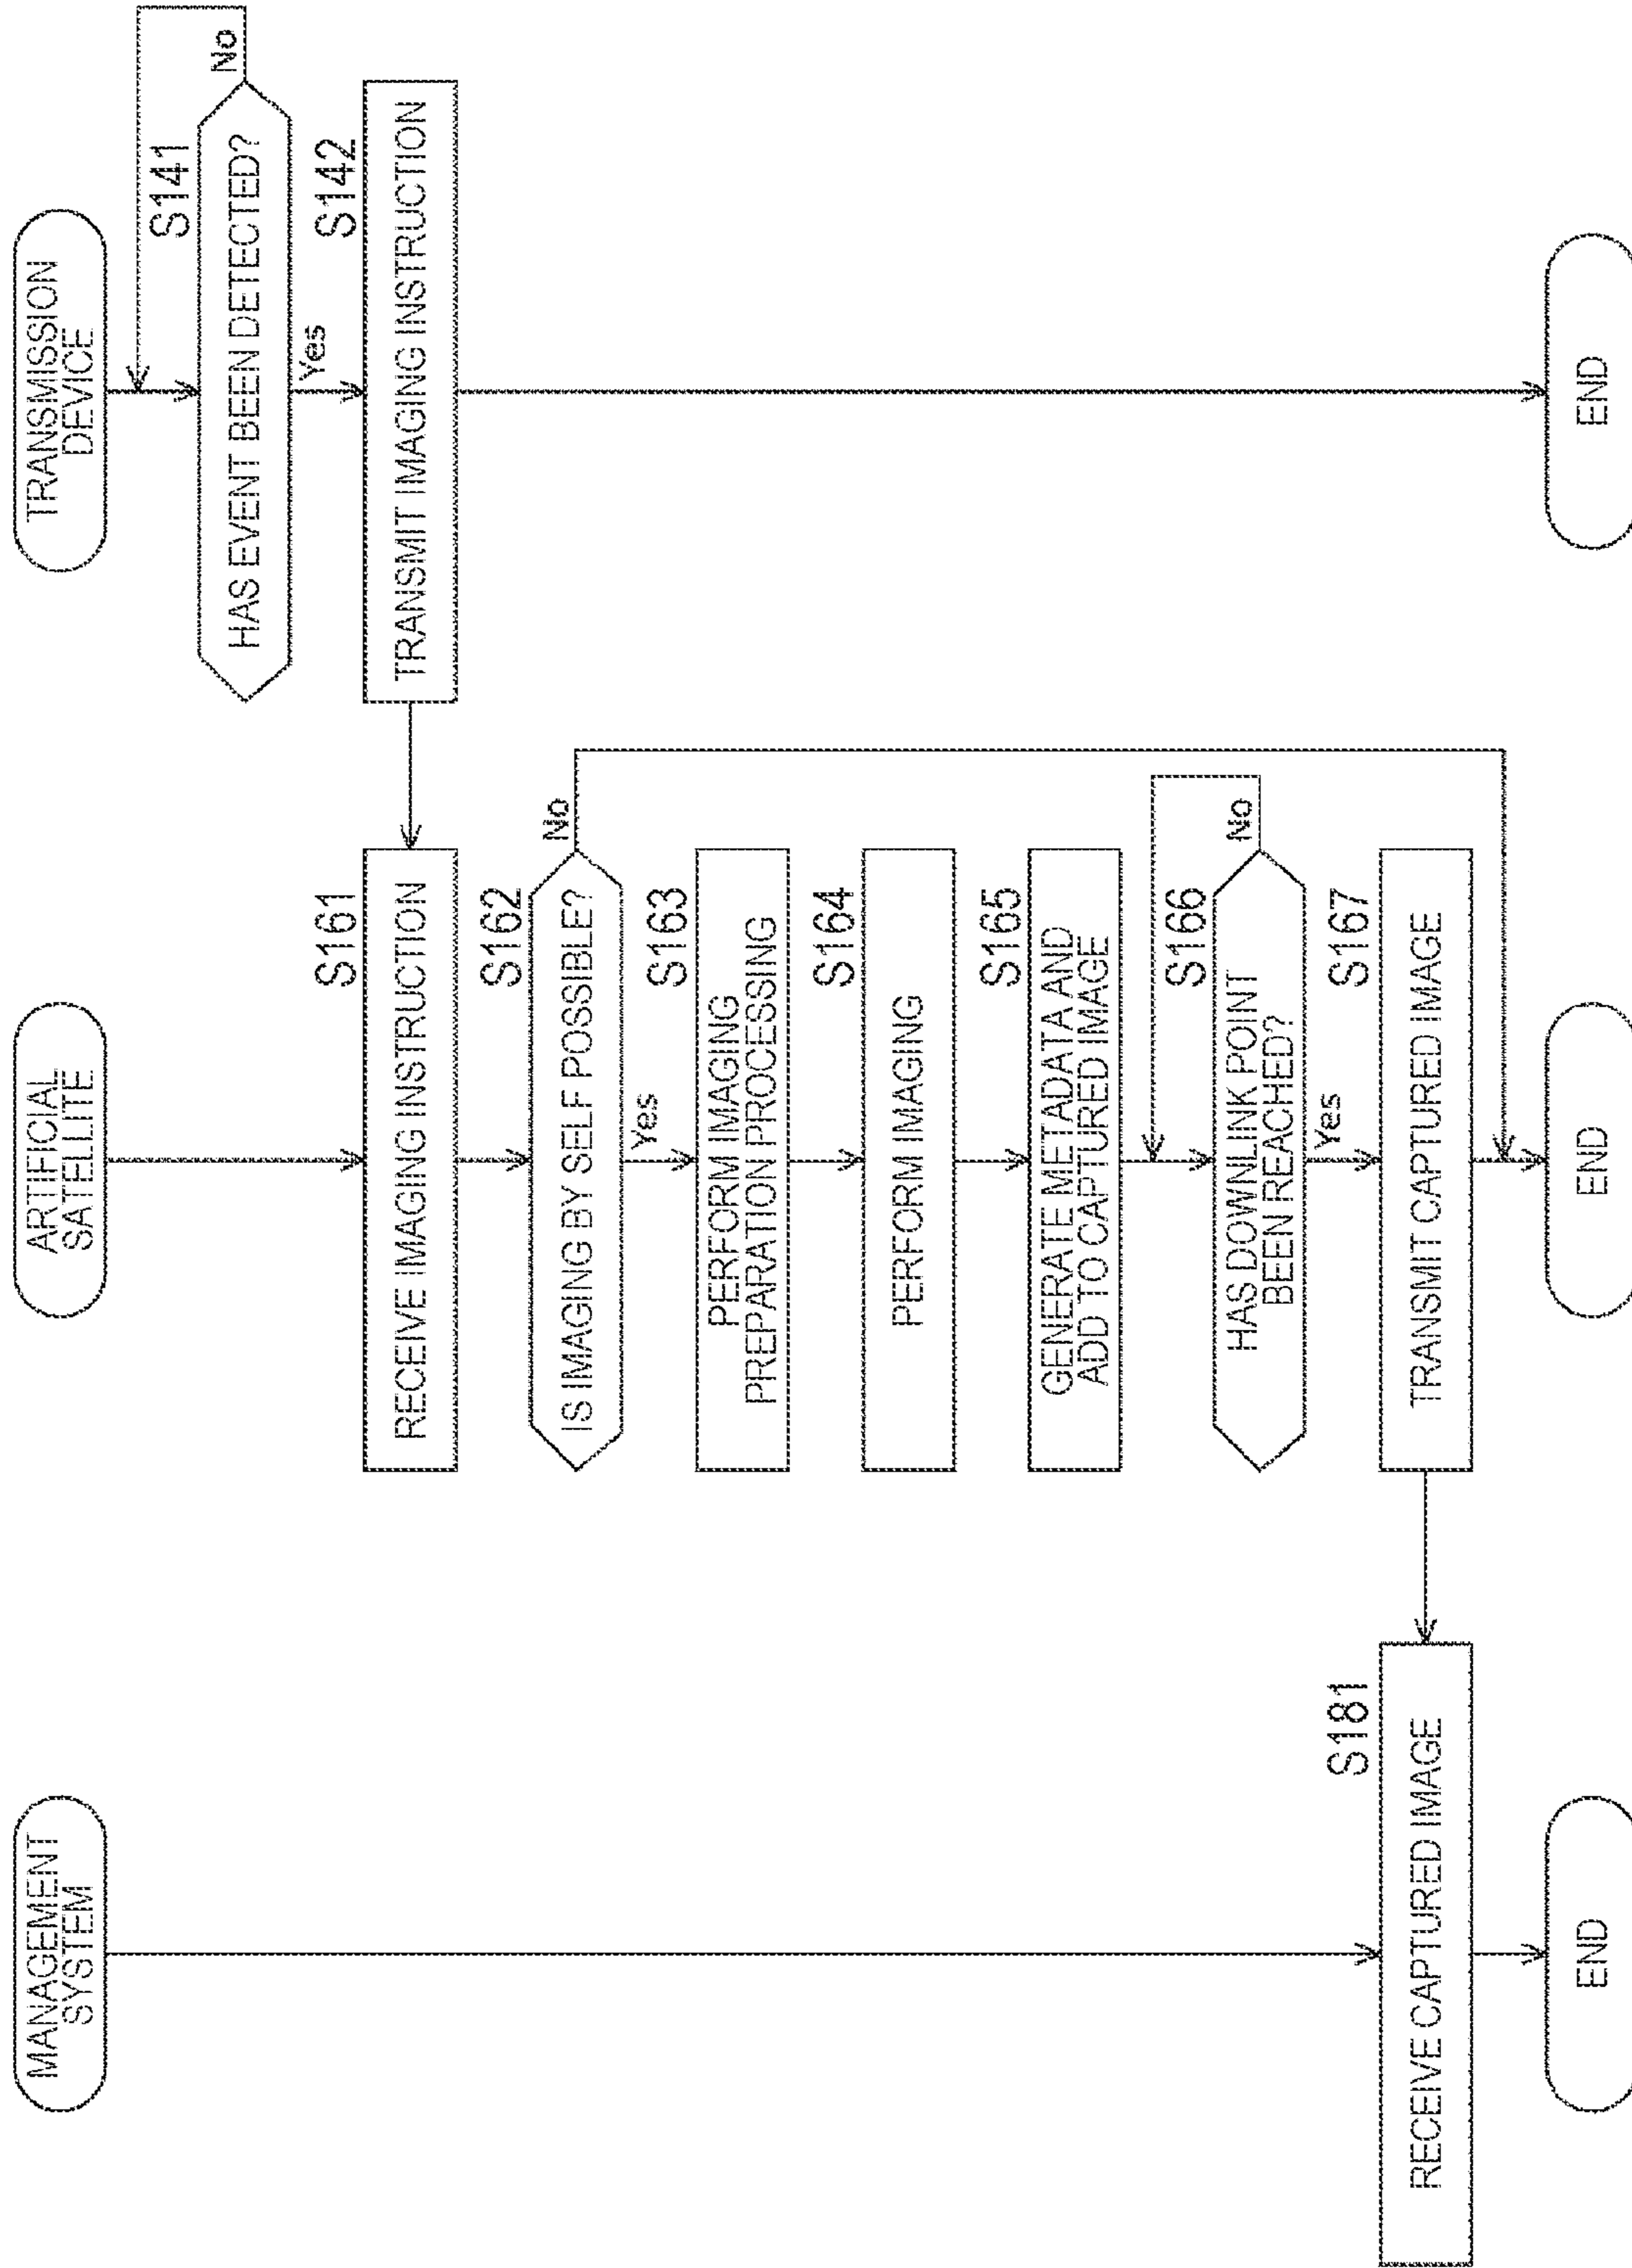 MANAGEMENT
SYSTEM
S181
RECEIVE CAPTURED IMAGE
END
ARTIFICIAL
SATELLITE
S161
RECEIVE IMAGING INSTRUCTION
S162
IS IMAGING BY SELF POSSIBLE?
No
Yes
S163
PERFORM IMAGING
PREPARATION PROCESSING
S164
PERFORM IMAGING
S165
GENERATE METADATA AND
ADD TO CAPTURED IMAGE
S166
HAS DOWNLINK POINT
BEEN REACHED?
No
Yes
S167
TRANSMIT CAPTURED IMAGE
END
TRANSMISSION
DEVICE
S141
HAS EVENT BEEN DETECTED?
No
Yes
S142
TRANSMIT IMAGING INSTRUCTION
END